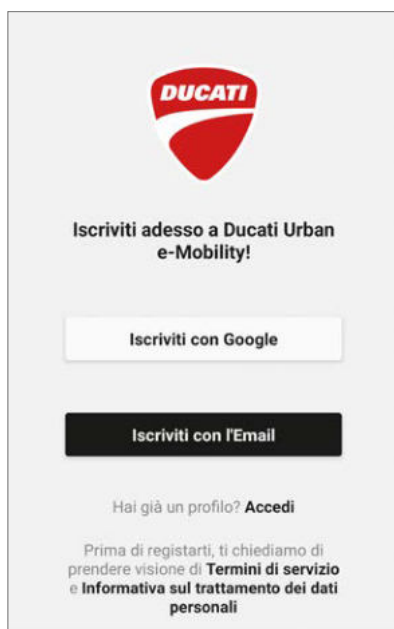 DUCATI
Iscriviti adesso a Ducati Urban
e-Mobility!
Iscriviti con Google
Iscriviti con l'Email
Hai già un profilo? Accedi
Prima di registarti, ti chiediamo di
prendere visione di Termini di servizio
e Informativa sul trattamento dei dati
personali